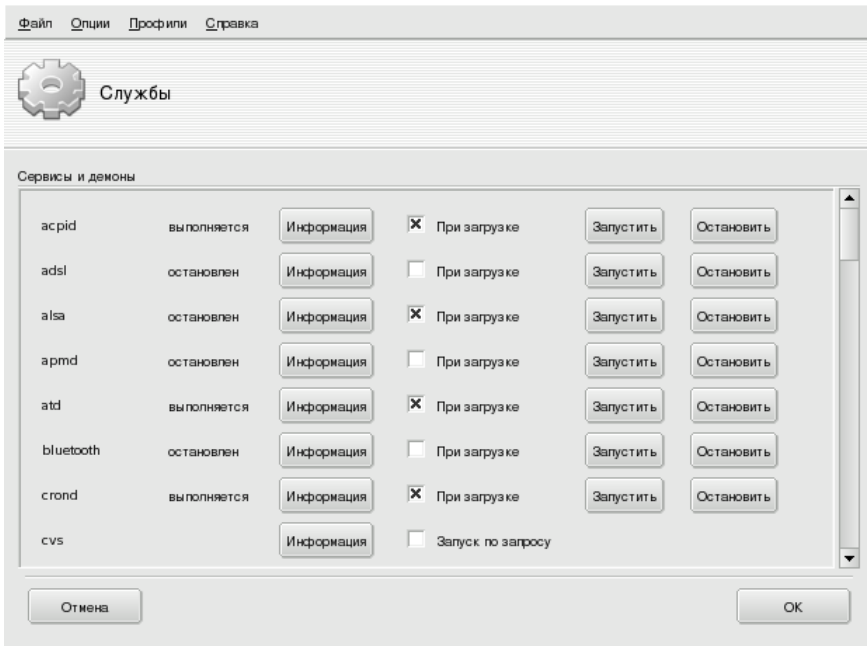 Файл Опции Профили Справка
Службы
Сервисы и демоны
acpid выполняется Информация При загрузке Запустить Остановить
adsl остановлен Информация При загрузке Запустить Остановить
alsa остановлен Информация При загрузке Запустить Остановить
apmd остановлен Информация При загрузке Запустить Остановить
atd выполняется Информация При загрузке Запустить Остановить
bluetooth остановлен Информация При загрузке Запустить Остановить
crond выполняется Информация При загрузке Запустить Остановить
cvs Информация Запуск по запросу
Отмена OK